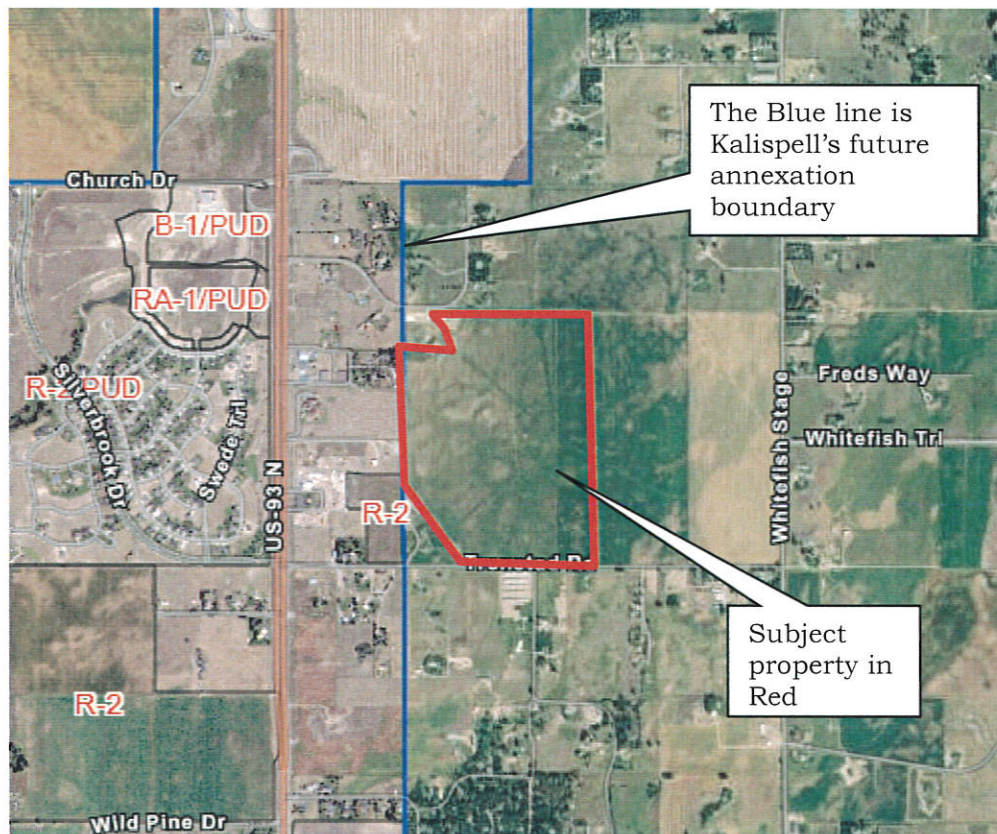 The Blue line is
Kalispell's future
annexation
boundary
Church Dr
B-1/PUD
RA-1/PUD
R-2/PUD
Silverbrook Dr
Swede Trl
US-93 N
R-2
Whitefish Stage
Freds Way
Whitefish Trl
Subject
property in
Red
R-2
Wild Pine Dr